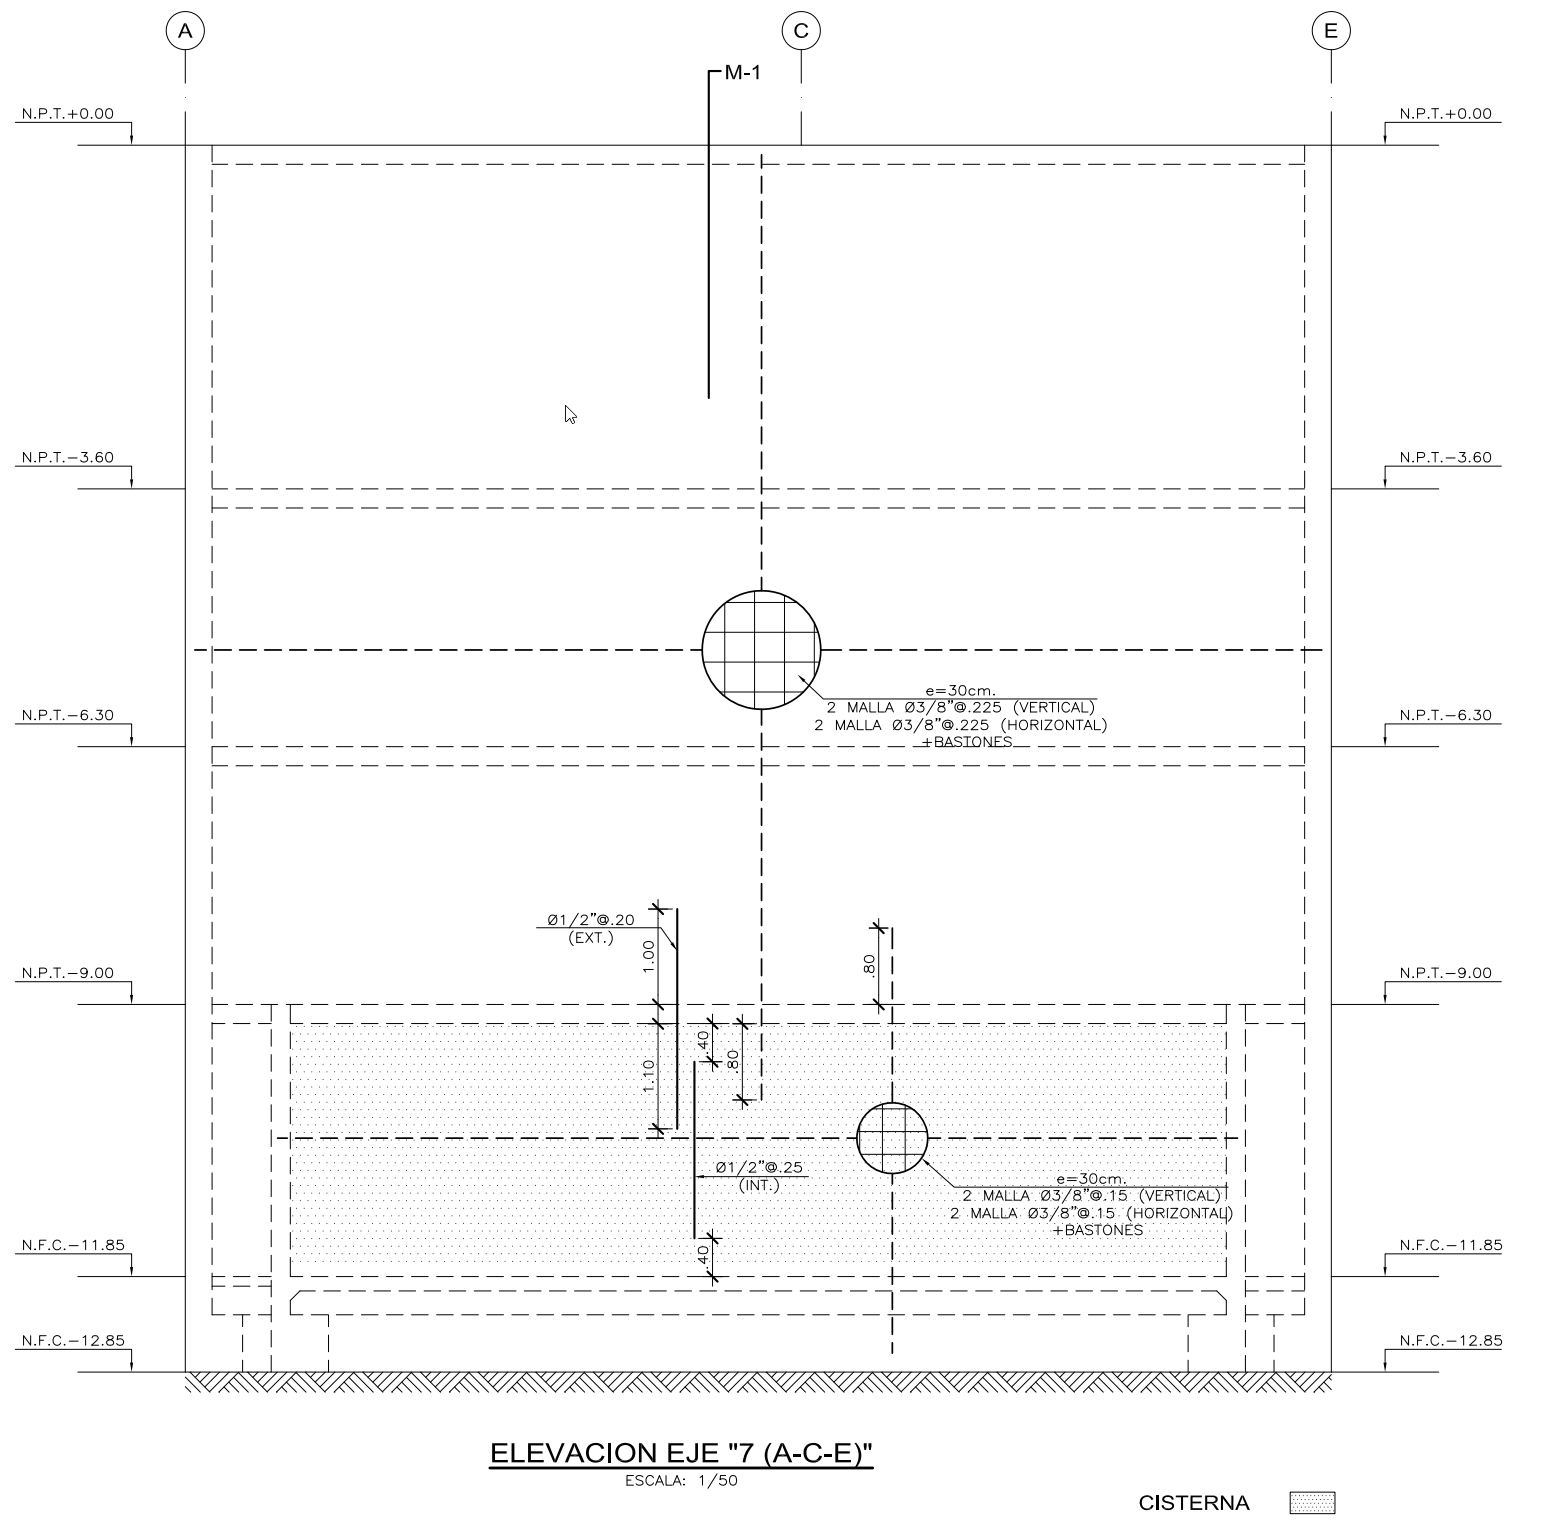 A
C
E
M-1
N.P.T.+0.00
N.P.T.+0.00
N.P.T.-3.60
N.P.T.-3.60
e=30cm.
2 MALLA Ø3/8"@.225 (VERTICAL)
2 MALLA Ø3/8"@.225 (HORIZONTAL)
+BASTONES
N.P.T.-6.30
N.P.T.-6.30
Ø1/2"@.20
(EXT.)
1.00
.80
N.P.T.-9.00
N.P.T.-9.00
.40
.80
1.10
Ø1/2"@.25
(INT.)
e=30cm.
2 MALLA Ø3/8"@.15 (VERTICAL)
2 MALLA Ø3/8"@.15 (HORIZONTAL)
+BASTONES
.40
N.F.C.-11.85
N.F.C.-11.85
N.F.C.-12.85
N.F.C.-12.85
ELEVACION EJE "7 (A-C-E)"
ESCALA: 1/50
CISTERNA